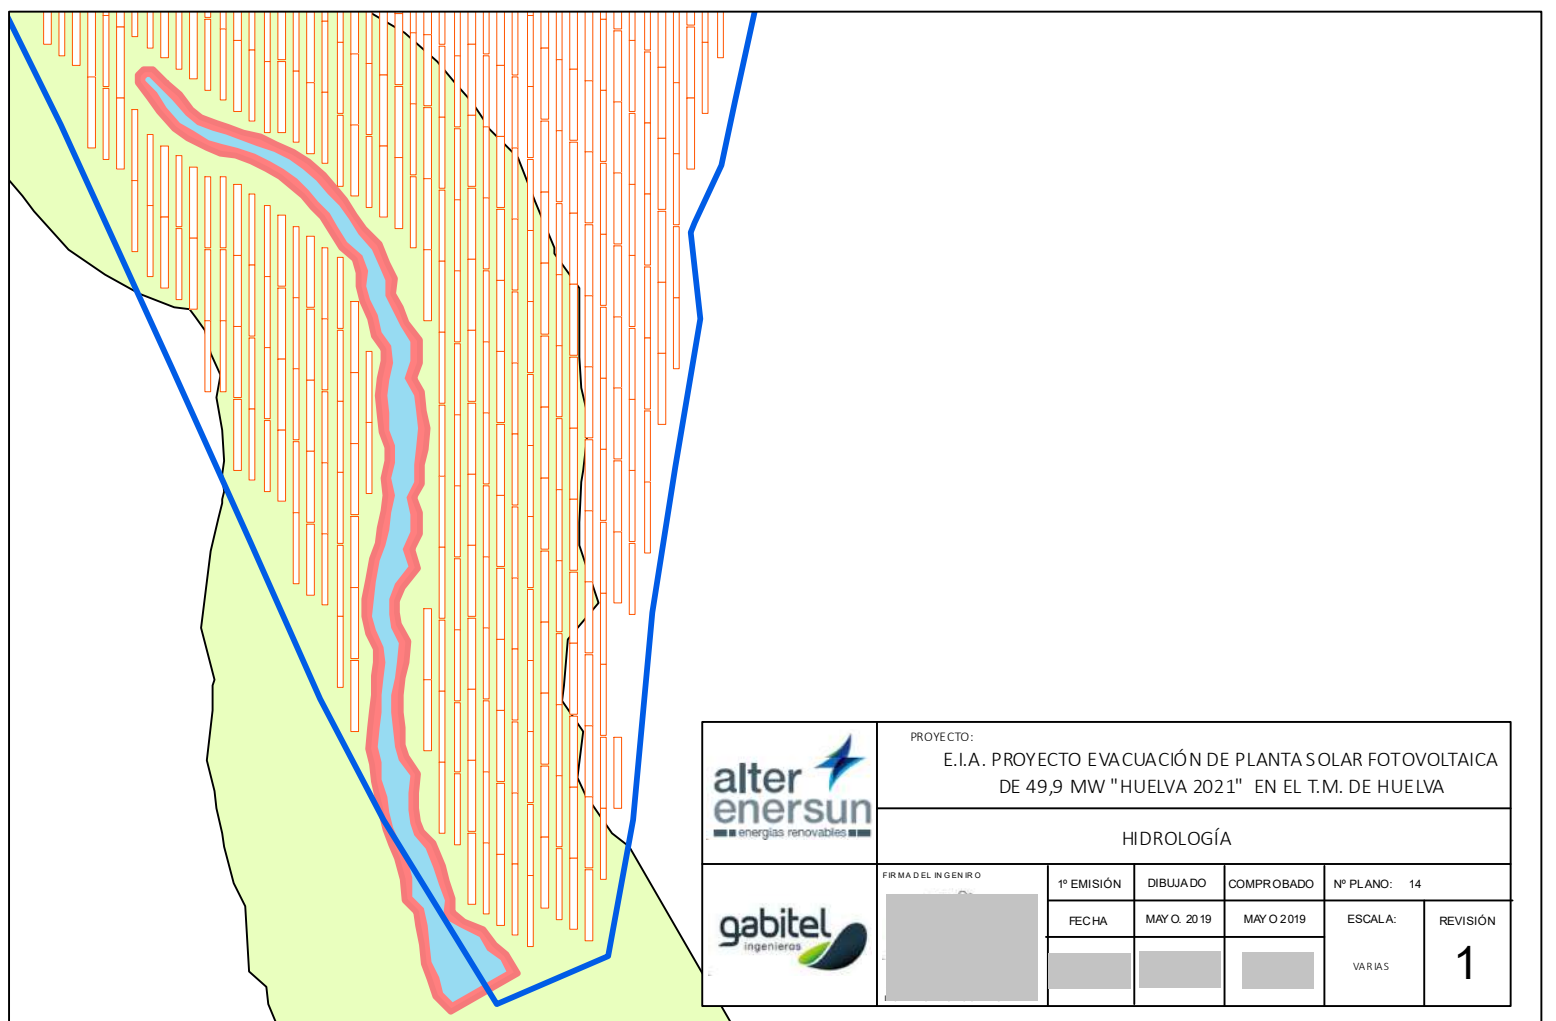 PROYECTO:
E.I.A. PROYECTO EVACUACIÓN DE PLANTA SOLAR FOTOVOLTAICA
DE 49,9 MW "HUELVA 2021" EN EL T.M. DE HUELVA
alter
enersun
energías renovables
HIDROLOGÍA
gabitel
ingenieros
FIRMA DEL INGENIRO
1º EMISIÓN
DIBUJADO
COMPROBADO
Nº PLANO: 14
FECHA
MAYO. 2019
MAYO 2019
ESCALA:
VARIAS
REVISIÓN
1